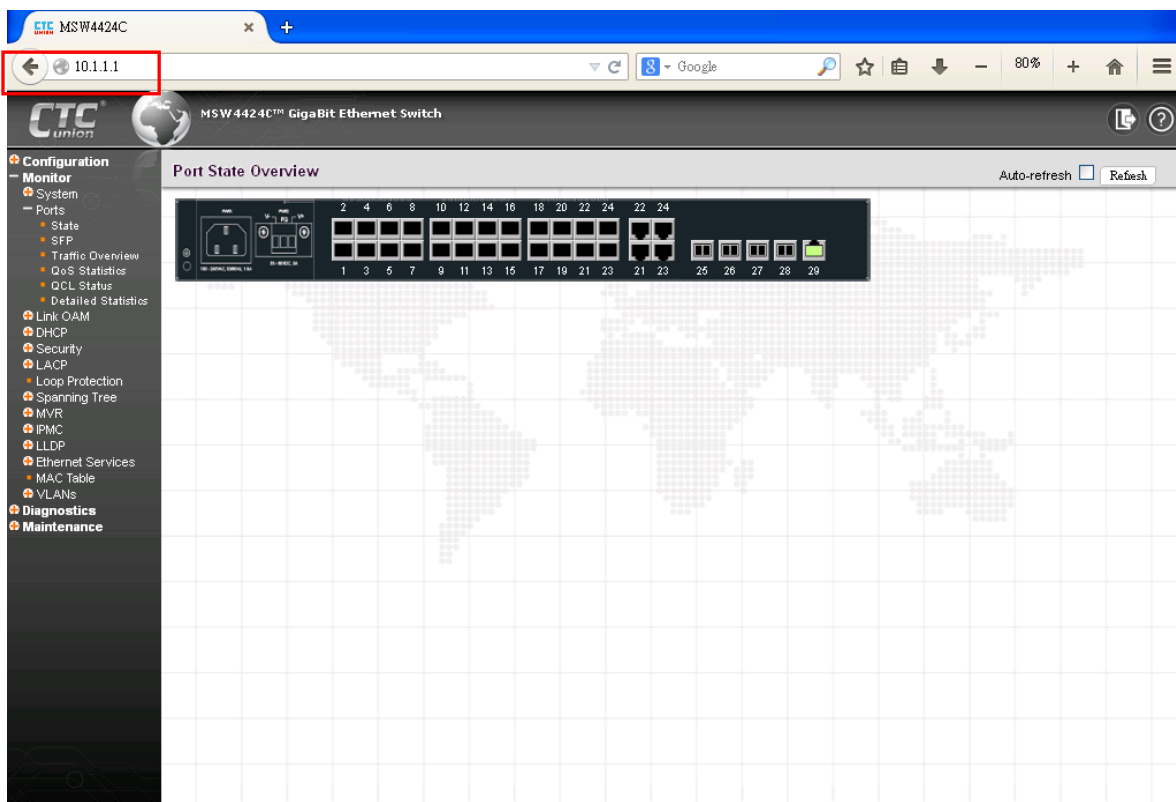 CTC UNION MSW4424C
10.1.1.1
Google
80%
CTC union
MSW4424C™ GigaBit Ethernet Switch
Configuration
Monitor
System
Ports
State
SFP
Traffic Overview
QoS Statistics
QCL Status
Detailed Statistics
Link OAM
DHCP
Security
LACP
Loop Protection
Spanning Tree
MVR
IPMC
LLDP
Ethernet Services
MAC Table
VLANs
Diagnostics
Maintenance
Port State Overview
Auto-refresh Refresh
2 4 6 8 10 12 14 16 18 20 22 24 22 24
1 3 5 7 9 11 13 15 17 19 21 23 21 23 25 26 27 28 29